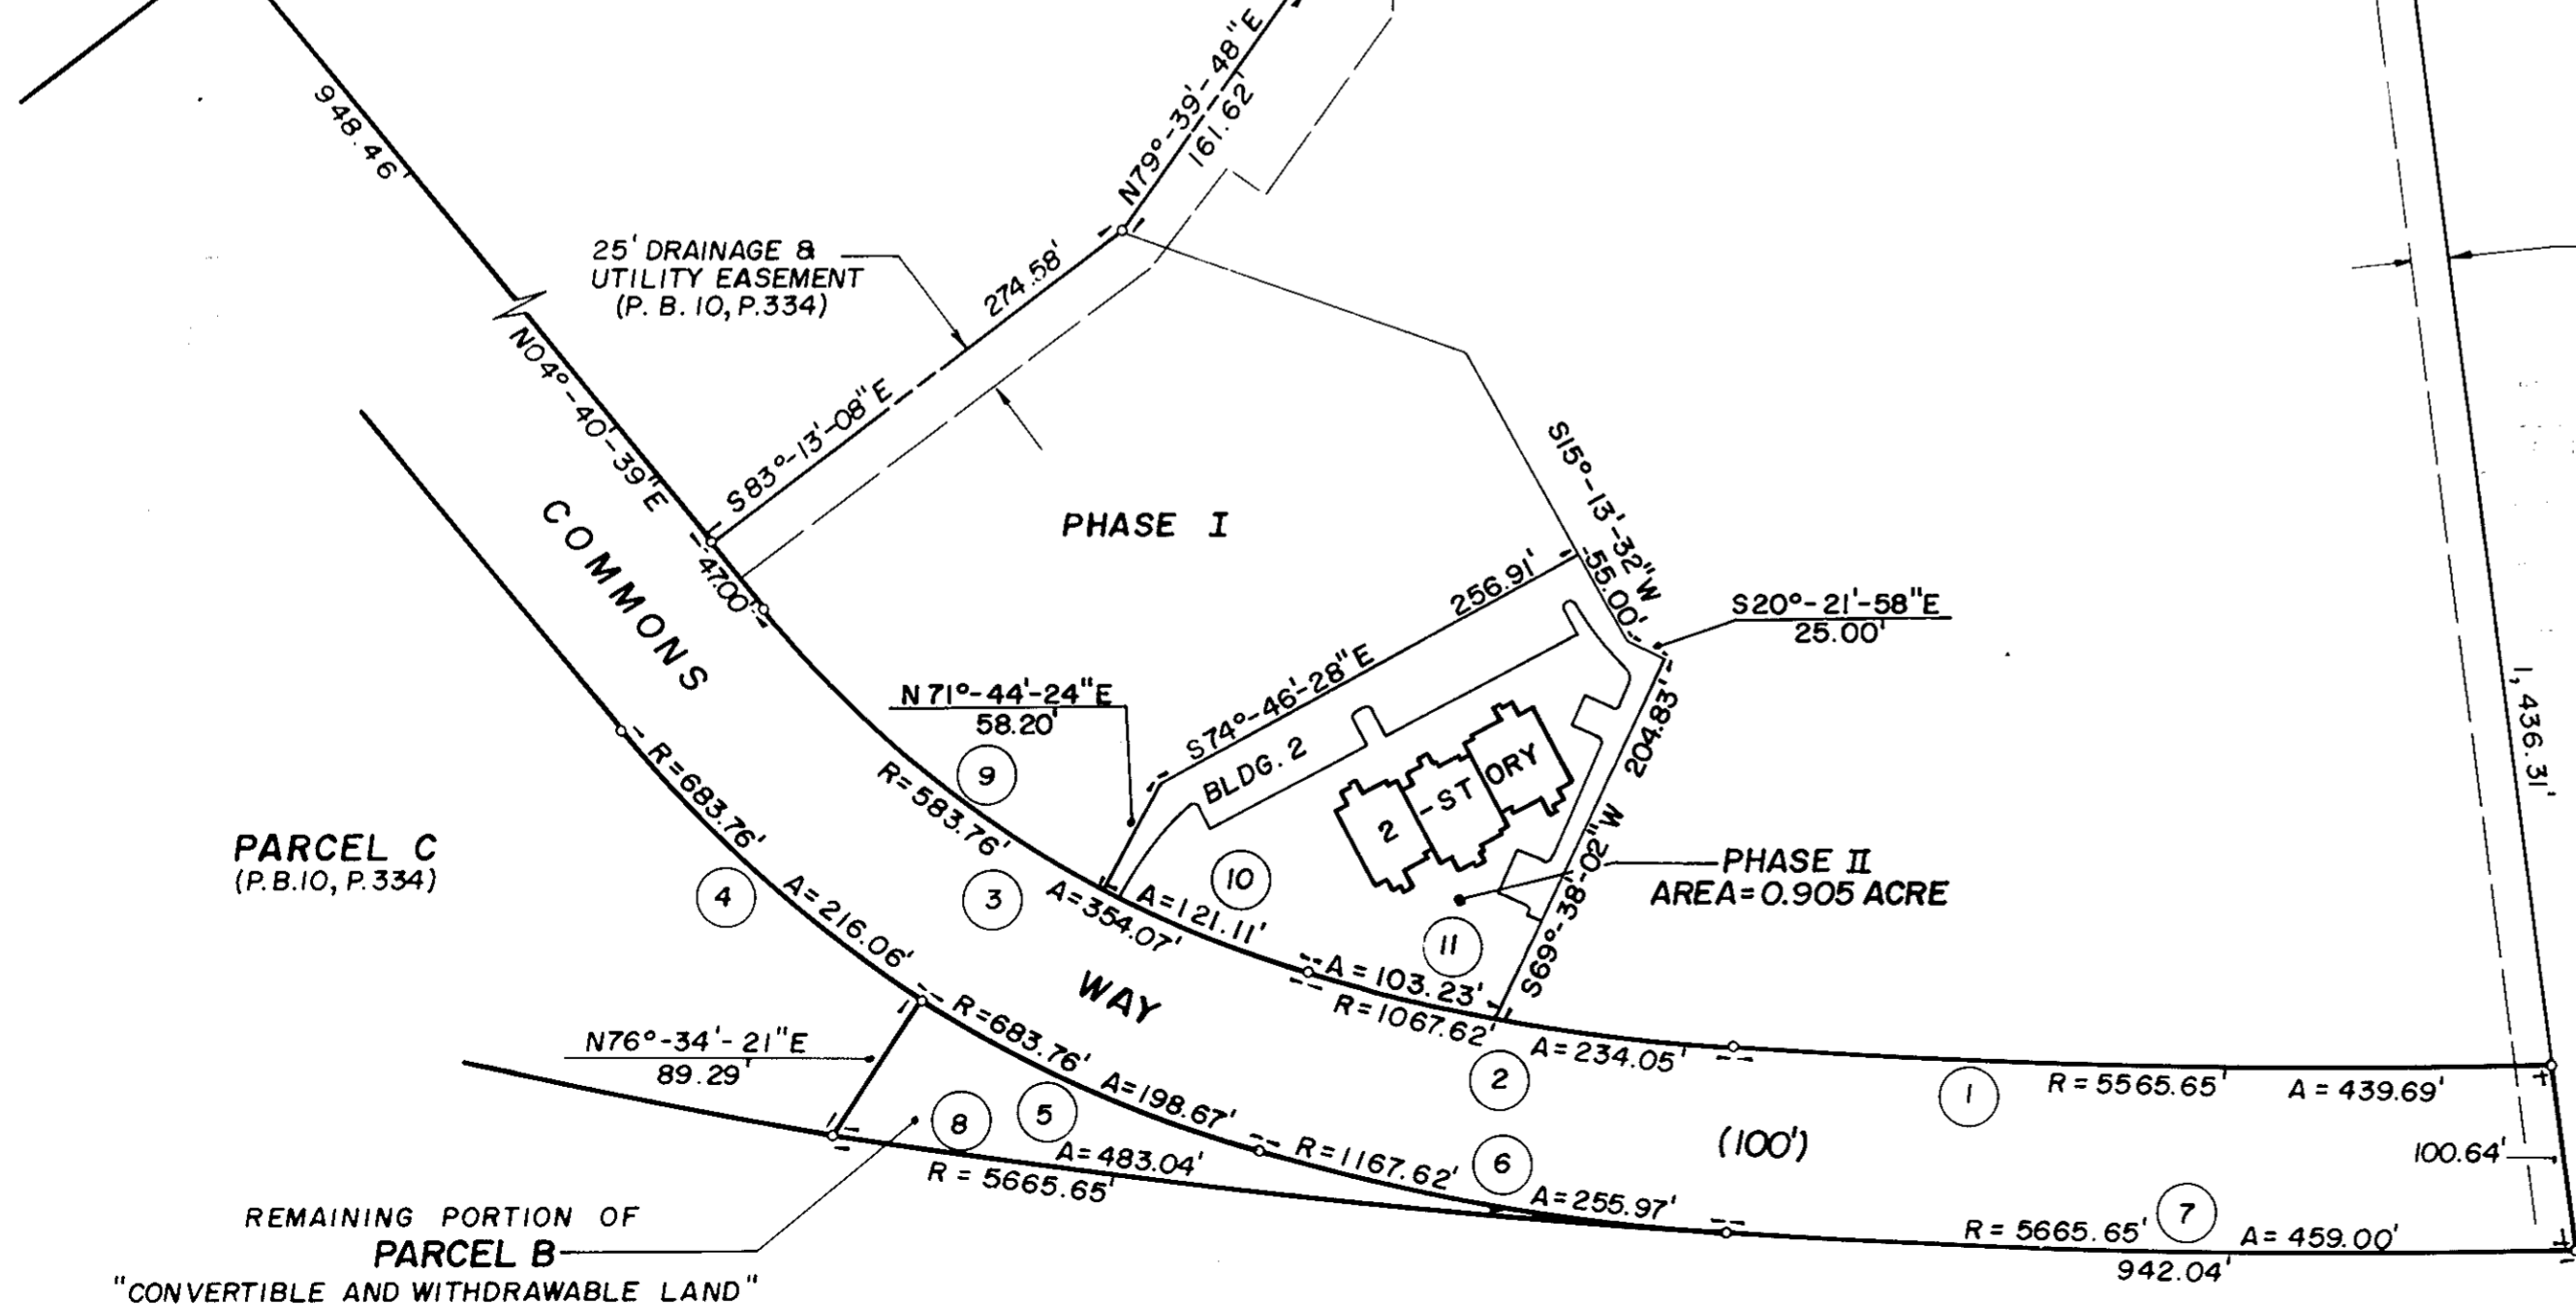 948.46'
N79°-39'-48"E
161.62'
25' DRAINAGE &
UTILITY EASEMENT
(P. B. 10, P.334)
274.58'
N04°-40'-39"E
S83°-13'-08"E
47.00'
COMMONS
PHASE I
S15°-13'-32"W
55.00'
256.91'
S20°-21'-58"E
25.00'
S74°-46'-28"E
N71°-44'-24"E
58.20'
BLDG. 2
2-STORY
204.83'
S69°-38'-02"W
1,436.31'
R=683.76'
9
R=583.76'
PARCEL C
(P.B.10, P.334)
4
A=216.06'
3
A=354.07'
A=121.11'
10
11
PHASE II
AREA=0.905 ACRE
A=103.23'
R=1067.62'
WAY
R=683.76'
N76°-34'-21"E
89.29'
A=198.67'
5
8
A=483.04'
R=5665.65'
2
A=234.05'
1
R=5565.65'
A=439.69'
R=1167.62'
6
A=255.97'
(100')
100.64'
7
R=5665.65'
A=459.00'
942.04'
REMAINING PORTION OF
PARCEL B
"CONVERTIBLE AND WITHDRAWABLE LAND"